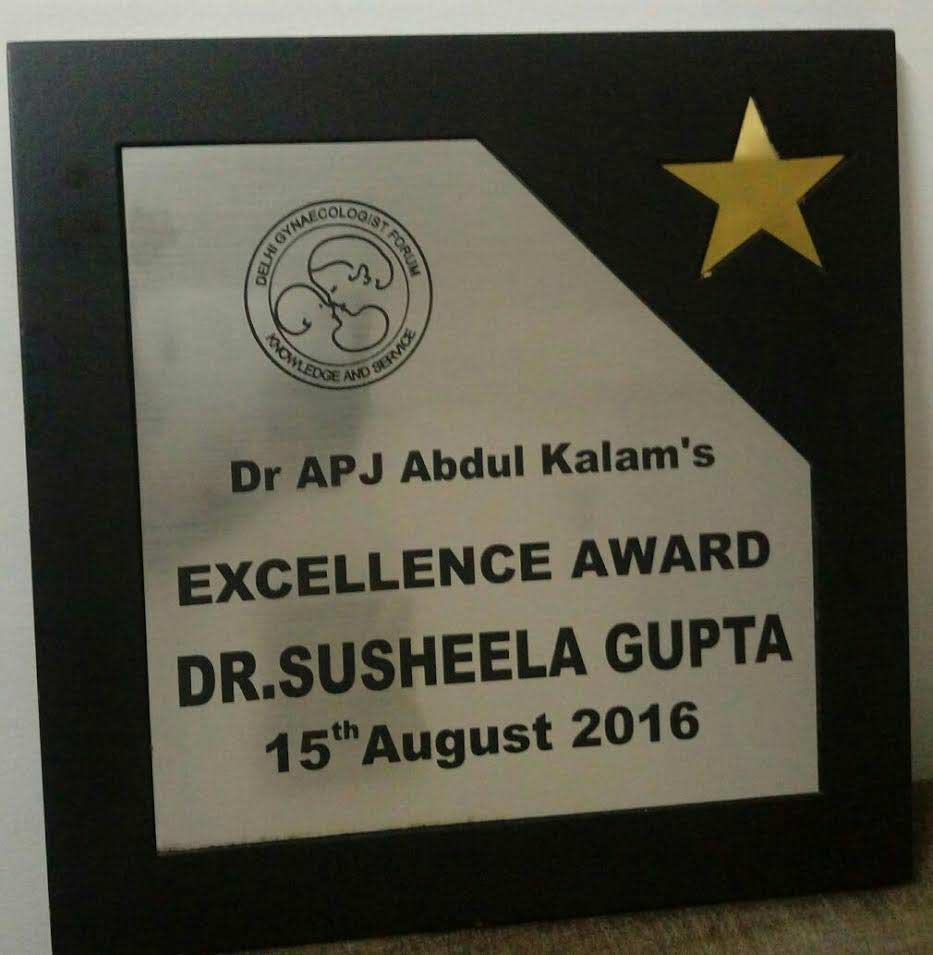 DELHI GYNAECOLOGIST FORUM
KNOWLEDGE AND SERVICE
Dr APJ Abdul Kalam's
EXCELLENCE AWARD
DR.SUSHEELA GUPTA
15th August 2016